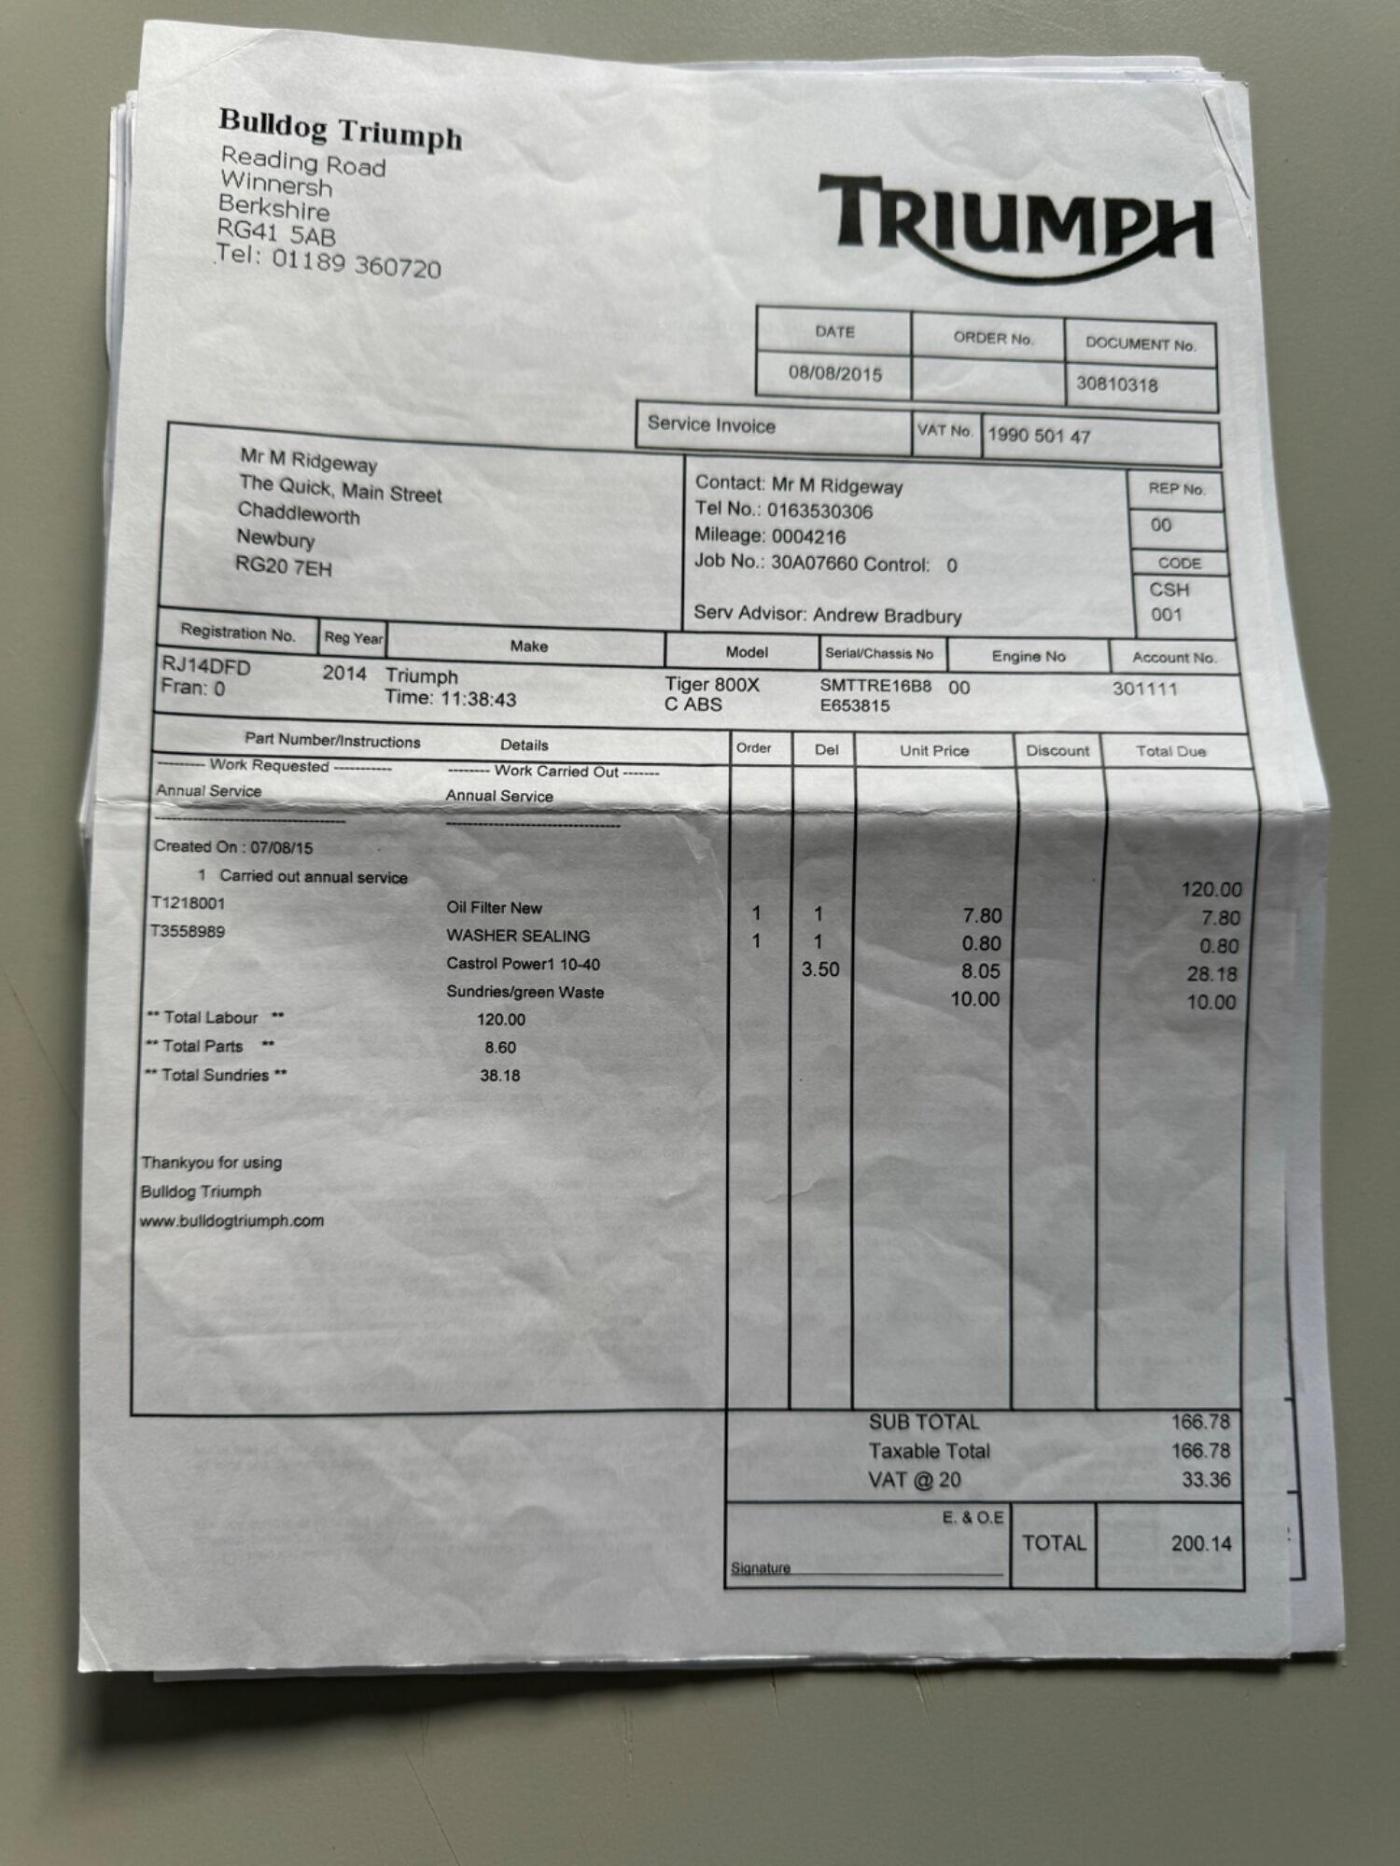 Bulldog Triumph
Reading Road
Winnersh
Berkshire
RG41 5AB
Tel: 01189 360720
TRIUMPH
DATE ORDER No. DOCUMENT No.
08/08/2015 30810318
Service Invoice VAT No. 1990 501 47
Mr M Ridgeway
The Quick, Main Street
Chaddleworth
Newbury
RG20 7EH
Contact: Mr M Ridgeway
Tel No.: 0163530306
Mileage: 0004216
Job No.: 30A07660 Control: 0
Serv Advisor: Andrew Bradbury
REP No.
00
CODE
CSH
001
Registration No. Reg Year Make Model Serial/Chassis No Engine No Account No.
RJ14DFD 2014 Triumph Tiger 800X SMTTRE16B8 00 301111
Fran: 0 Time: 11:38:43 C ABS E653815
Part Number/Instructions Details Order Del Unit Price Discount Total Due
-------- Work Requested ---------- ------- Work Carried Out ------
Annual Service Annual Service
Created On : 07/08/15
1 Carried out annual service 120.00
T1218001 Oil Filter New 1 1 7.80 7.80
T3558989 WASHER SEALING 1 1 0.80 0.80
Castrol Power1 10-40 3.50 8.05 28.18
Sundries/green Waste 10.00 10.00
** Total Labour ** 120.00
** Total Parts ** 8.60
** Total Sundries ** 38.18
Thankyou for using
Bulldog Triumph
www.bulldogtriumph.com
SUB TOTAL 166.78
Taxable Total 166.78
VAT @ 20 33.36
E. & O.E
TOTAL 200.14
Signature